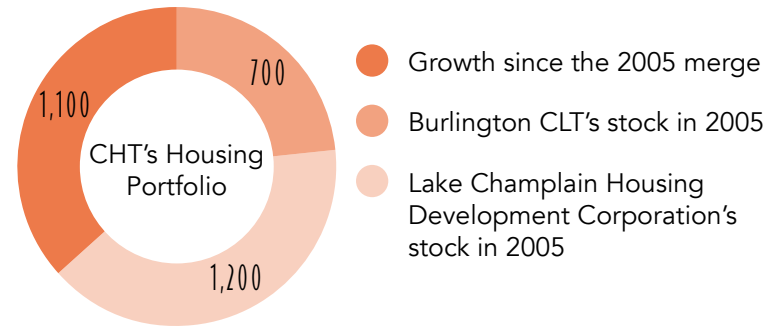 700
1,100
CHT’s Housing
Portfolio
1,200
Growth since the 2005 merge
Burlington CLT’s stock in 2005
Lake Champlain Housing
Development Corporation’s
stock in 2005